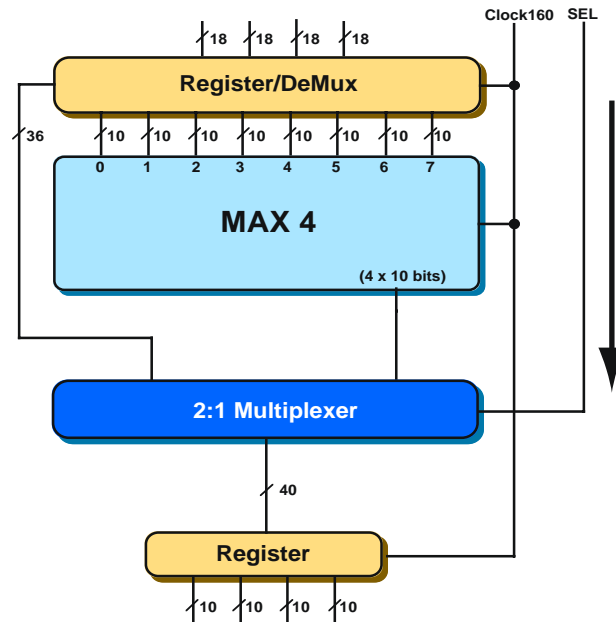 Clock160 SEL
18 18 18 18
Register/DeMux
36 10 10 10 10 10 10 10 10
0 1 2 3 4 5 6 7
MAX 4
(4 x 10 bits)
2:1 Multiplexer
40
Register
10 10 10 10